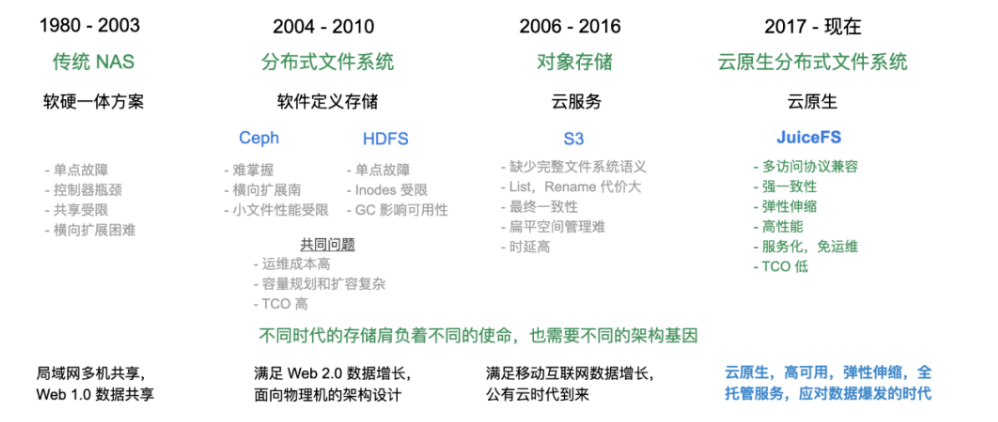 1980 - 2003
传统 NAS
软硬一体方案
- 单点故障
- 控制器瓶颈
- 共享受限
- 横向扩展困难
局域网多机共享，
Web 1.0 数据共享
2004 - 2010
分布式文件系统
软件定义存储
Ceph
- 难掌握
- 横向扩展南
- 小文件性能受限
HDFS
- 单点故障
- Inodes 受限
- GC 影响可用性
共同问题
- 运维成本高
- 容量规划和扩容复杂
- TCO 高
满足 Web 2.0 数据增长，
面向物理机的架构设计
2006 - 2016
对象存储
云服务
S3
- 缺少完整文件系统语义
- List，Rename 代价大
- 最终一致性
- 扁平空间管理难
- 时延高
满足移动互联网数据增长，
公有云时代到来
2017 - 现在
云原生分布式文件系统
云原生
JuiceFS
- 多访问协议兼容
- 强一致性
- 弹性伸缩
- 高性能
- 服务化，免运维
- TCO 低
云原生，高可用，弹性伸缩，全
托管服务，应对数据爆发的时代
不同时代的存储肩负着不同的使命，也需要不同的架构基因